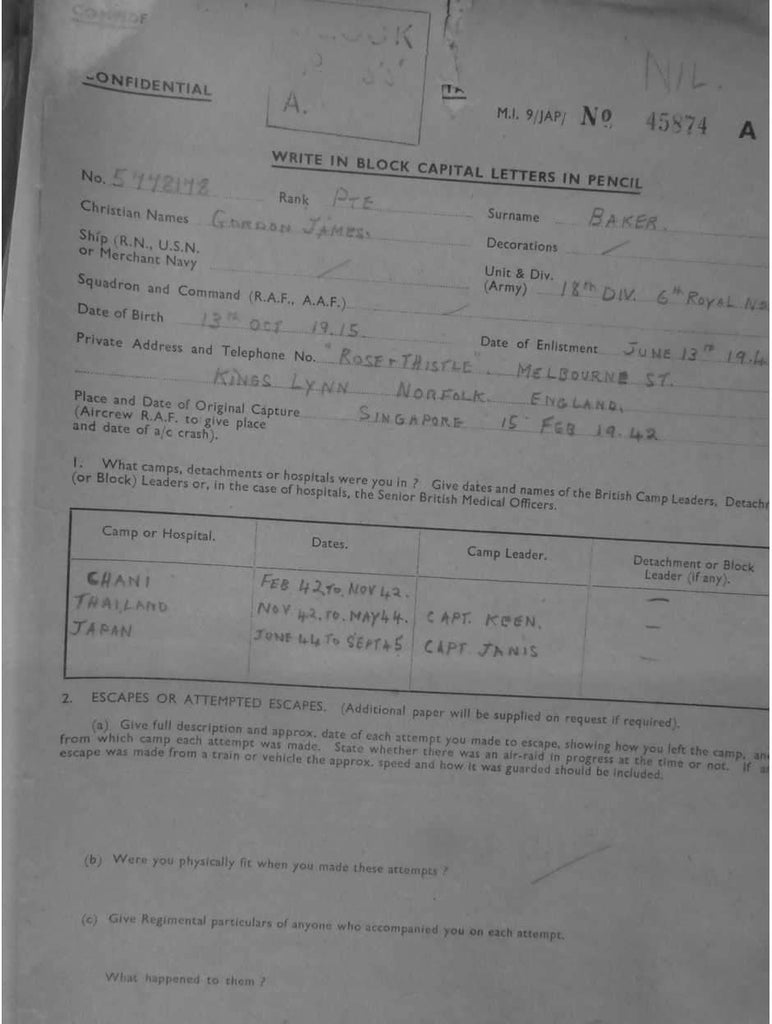 CONFIDENTIAL
A.
NIL.
M.I. 9/JAP/ No 45874 A
WRITE IN BLOCK CAPITAL LETTERS IN PENCIL
No. Rank PTE Surname BAKER.
Christian Names GORDON JAMES. Decorations
Ship (R.N., U.S.N.
or Merchant Navy
Unit & Div.
(Army) 18TH DIV. 6TH ROYAL
Squadron and Command (R.A.F., A.A.F.)
Date of Birth 13TH OCT 1915 Date of Enlistment JUNE 13TH 194
Private Address and Telephone No. "ROSE & THISTLE". MELBOURNE ST.
KINGS LYNN NORFOLK. ENGLAND.
Place and Date of Original Capture SINGAPORE 15 FEB 19.42
(Aircrew R.A.F. to give place
and date of a/c crash).
1. What camps, detachments or hospitals were you in ? Give dates and names of the British Camp Leaders, Detach
(or Block) Leaders or, in the case of hospitals, the Senior British Medical Officers.
Camp or Hospital. Dates. Camp Leader. Detachment or Block
Leader (if any).
CHANI FEB 42 TO NOV 42. —
THAILAND NOV 42. TO. MAY 44. CAPT. KEEN. —
JAPAN JUNE 44 TO SEPT 45 CAPT JANIS —
2. ESCAPES OR ATTEMPTED ESCAPES. (Additional paper will be supplied on request if required).
(a) Give full description and approx. date of each attempt you made to escape, showing how you left the camp, an
from which camp each attempt was made. State whether there was an air-raid in progress at the time or not. If a
escape was made from a train or vehicle the approx. speed and how it was guarded should be included.
(b) Were you physically fit when you made these attempts ?
(c) Give Regimental particulars of anyone who accompanied you on each attempt.
What happened to them ?